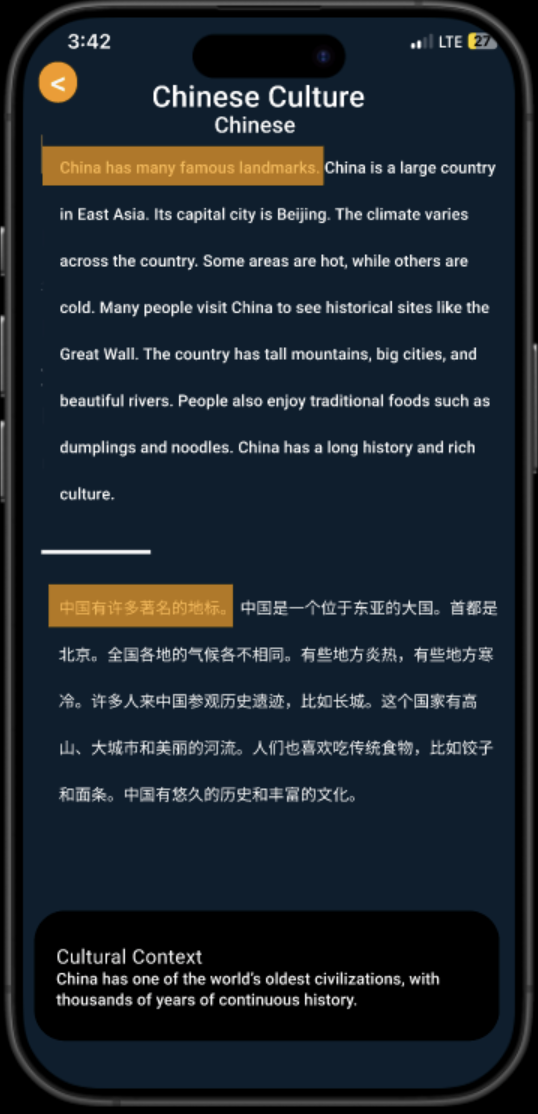 3:42
LTE 27
<
Chinese Culture
Chinese
China has many famous landmarks. China is a large country
in East Asia. Its capital city is Beijing. The climate varies
across the country. Some areas are hot, while others are
cold. Many people visit China to see historical sites like the
Great Wall. The country has tall mountains, big cities, and
beautiful rivers. People also enjoy traditional foods such as
dumplings and noodles. China has a long history and rich
culture.
中国有许多著名的地标。中国是一个位于东亚的大国。首都是
北京。全国各地的气候各不相同。有些地方炎热，有些地方寒
冷。许多人来中国参观历史遗迹，比如长城。这个国家有高
山、大城市和美丽的河流。人们也喜欢吃传统食物，比如饺子
和面条。中国有悠久的历史和丰富的文化。
Cultural Context
China has one of the world's oldest civilizations, with
thousands of years of continuous history.